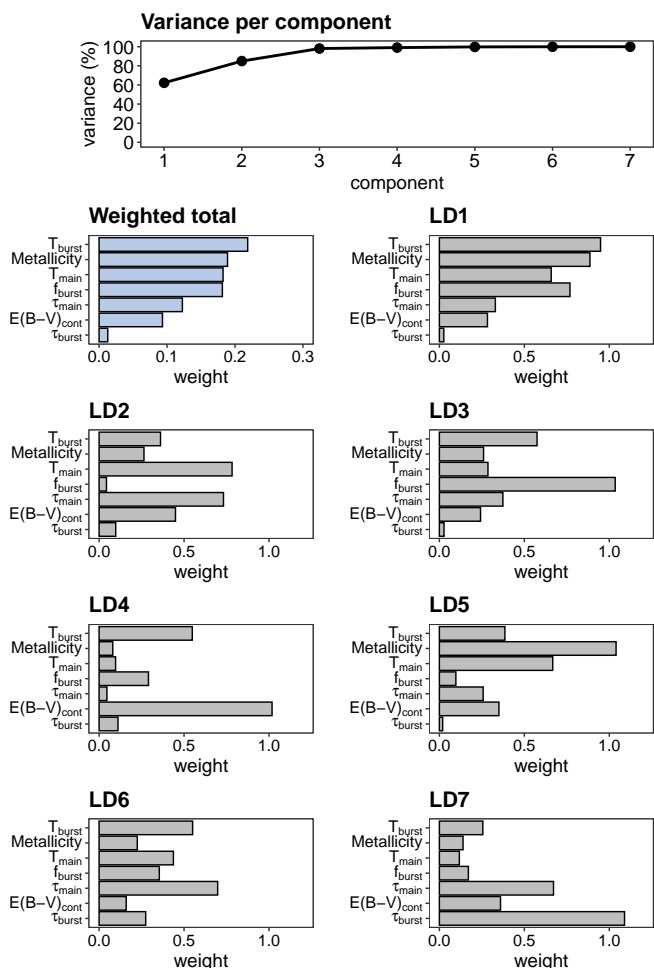 Variance per component
variance (%)
100
80
60
40
20
0
1 2 3 4 5 6 7
component
Weighted total
T_burst
Metallicity
T_main
f_burst
τ_main
E(B−V)_cont
τ_burst
0.0 0.1 0.2 0.3
weight
LD1
T_burst
Metallicity
T_main
f_burst
τ_main
E(B−V)_cont
τ_burst
0.0 0.5 1.0
weight
LD2
T_burst
Metallicity
T_main
f_burst
τ_main
E(B−V)_cont
τ_burst
0.0 0.5 1.0
weight
LD3
T_burst
Metallicity
T_main
f_burst
τ_main
E(B−V)_cont
τ_burst
0.0 0.5 1.0
weight
LD4
T_burst
Metallicity
T_main
f_burst
τ_main
E(B−V)_cont
τ_burst
0.0 0.5 1.0
weight
LD5
T_burst
Metallicity
T_main
f_burst
τ_main
E(B−V)_cont
τ_burst
0.0 0.5 1.0
weight
LD6
T_burst
Metallicity
T_main
f_burst
τ_main
E(B−V)_cont
τ_burst
0.0 0.5 1.0
weight
LD7
T_burst
Metallicity
T_main
f_burst
τ_main
E(B−V)_cont
τ_burst
0.0 0.5 1.0
weight